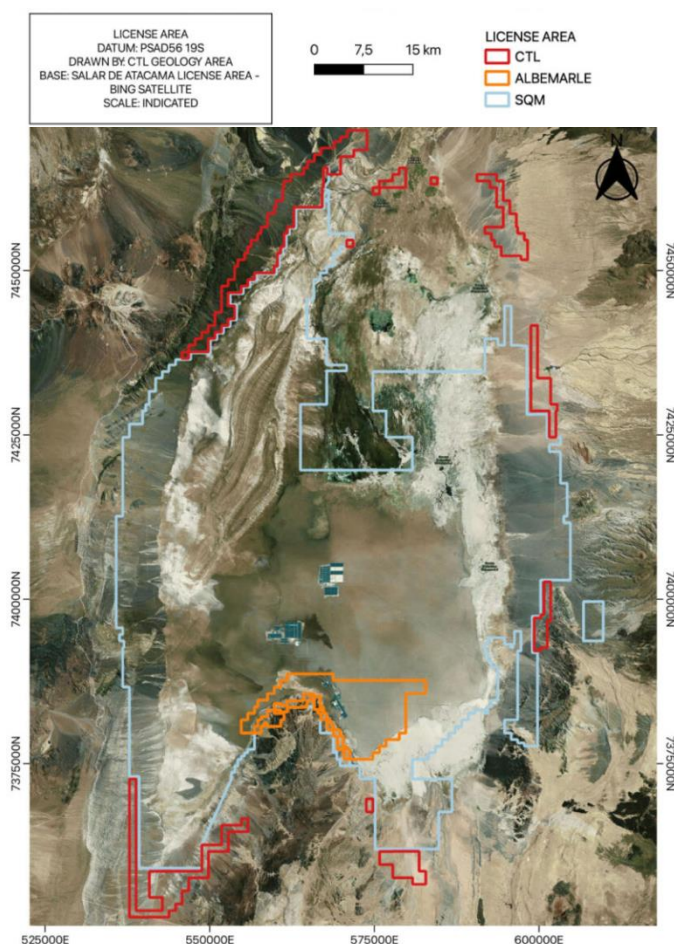 LICENSE AREA
DATUM: PSAD56 19S
DRAWN BY: CTL GEOLOGY AREA
BASE: SALAR DE ATACAMA LICENSE AREA -
BING SATELLITE
SCALE: INDICATED
0 7,5 15 km
LICENSE AREA
CTL
ALBEMARLE
SQM
N
7450000N 7450000N
7425000N 7425000N
7400000N 7400000N
7375000N 7375000N
525000E 550000E 575000E 600000E